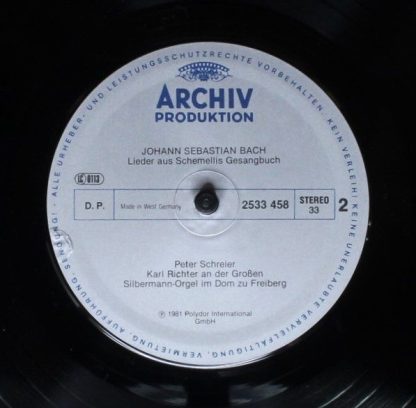 ALLE URHEBER- UND LEISTUNGSSCHUTZRECHTE VORBEHALTEN· KEIN VERLEIH! KEINE UNERLAUBTE VERVIELFÄLTIGUNG, VERMIETUNG, AUFFÜHRUNG, SENDUNG!
ARCHIV
PRODUKTION
JOHANN SEBASTIAN BACH
Lieder aus Schemellis Gesangbuch
LC 0113
D. P.
Made in West Germany
2533 458
STEREO
33
2
Peter Schreier
Karl Richter an der Großen
Silbermann-Orgel im Dom zu Freiberg
℗ 1981 Polydor International
GmbH